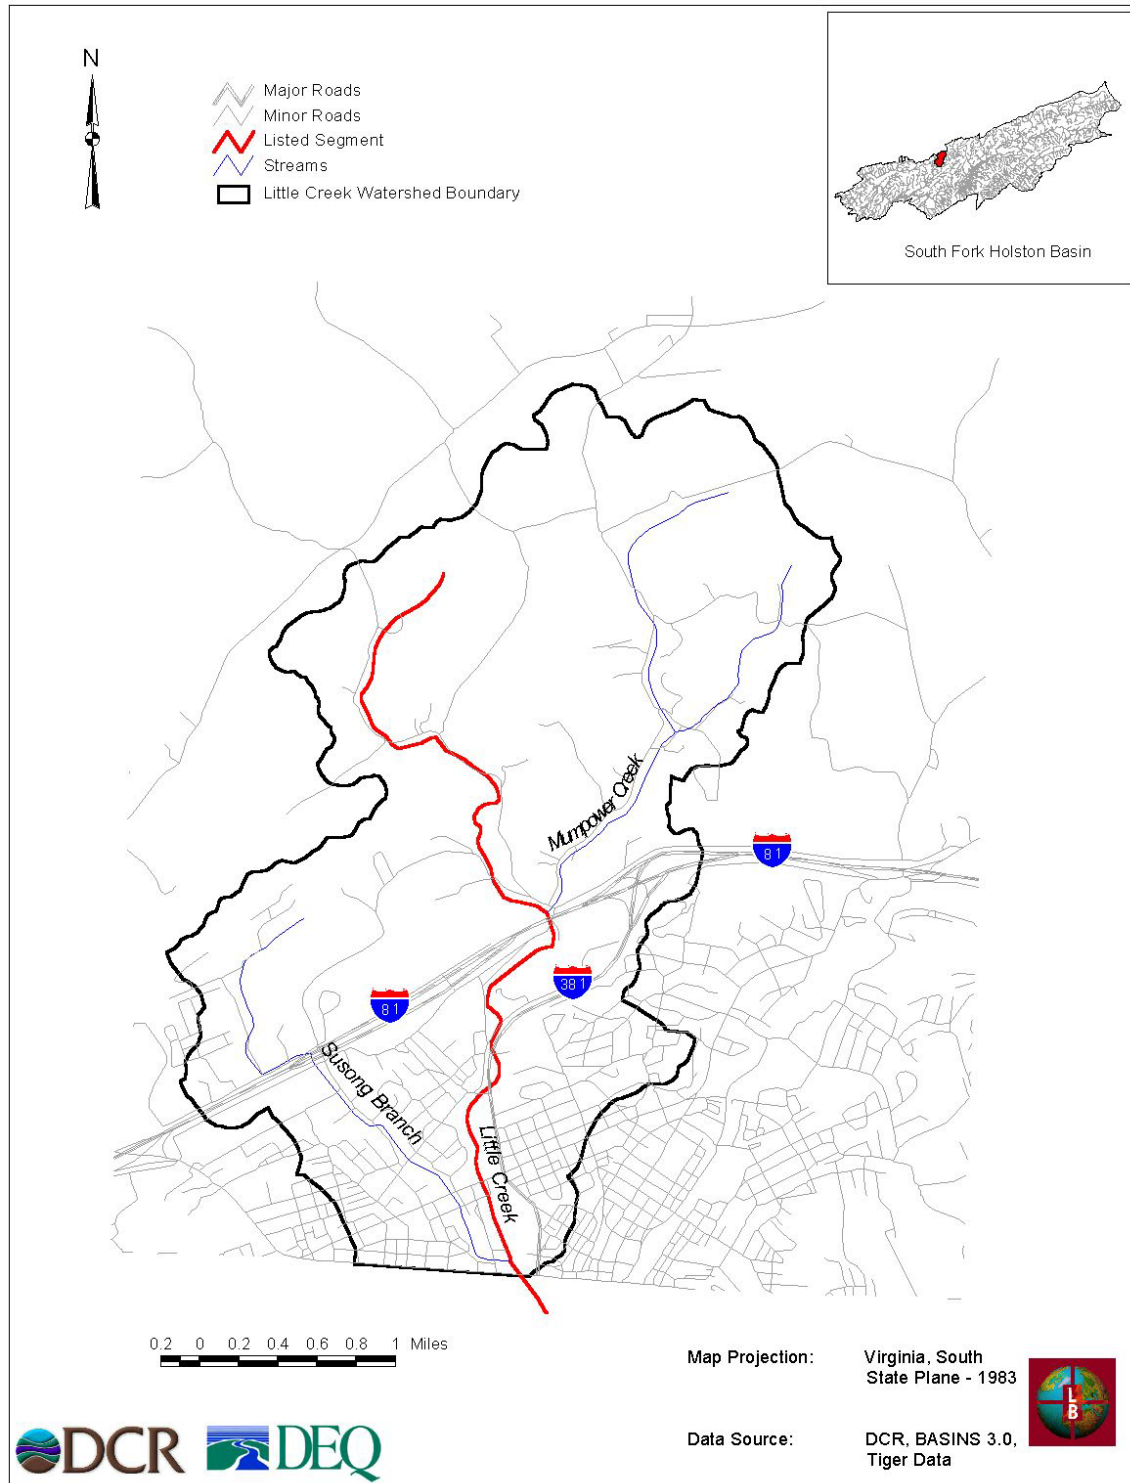 N
Major Roads
Minor Roads
Listed Segment
Streams
Little Creek Watershed Boundary
South Fork Holston Basin
Mumpower Creek
81
381
81
Susong Branch
Little Creek
0.2 0 0.2 0.4 0.6 0.8 1 Miles
Map Projection: Virginia, South
State Plane - 1983
Data Source: DCR, BASINS 3.0,
Tiger Data
DCR
DEQ
L
B